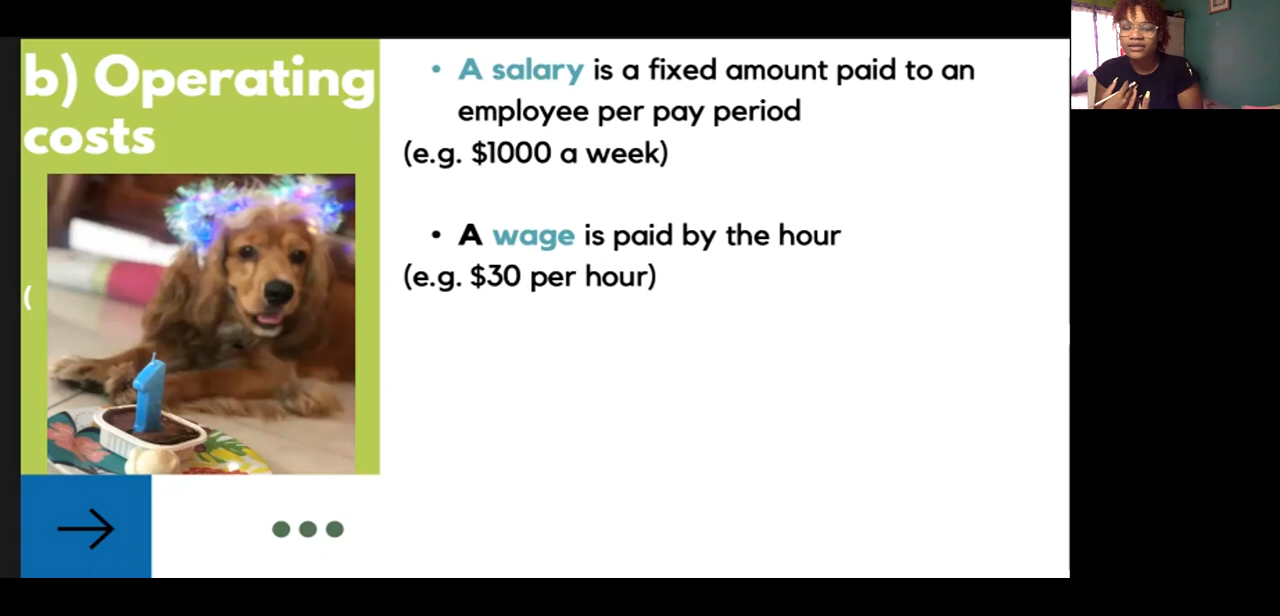 b) Operating
costs
(
• A salary is a fixed amount paid to an
employee per pay period
(e.g. $1000 a week)
• A wage is paid by the hour
(e.g. $30 per hour)
1